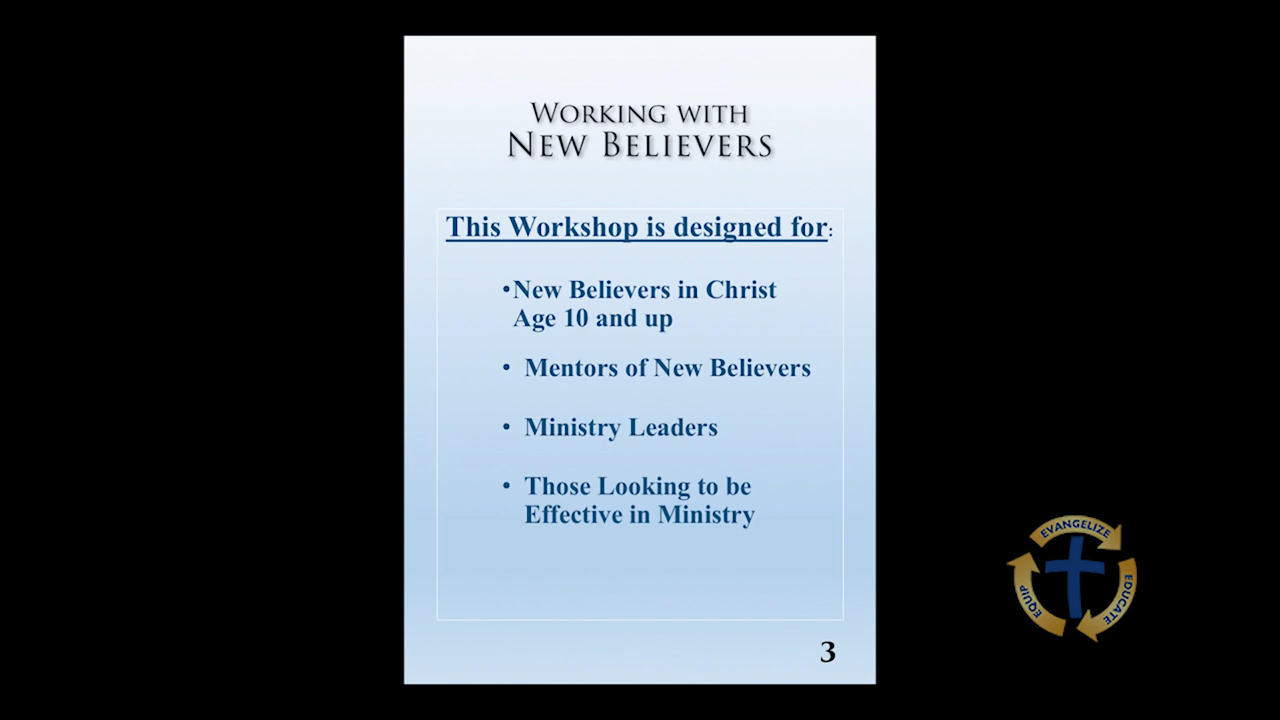 WORKING WITH
NEW BELIEVERS
This Workshop is designed for:
•New Believers in Christ
Age 10 and up
• Mentors of New Believers
• Ministry Leaders
• Those Looking to be
Effective in Ministry
3
EVANGELIZE
EDUCATE
EQUIP